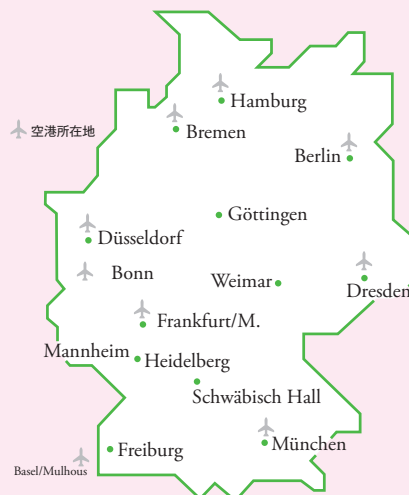 Hamburg
空港所在地
Bremen
Berlin
Göttingen
Düsseldorf
Bonn
Weimar
Dresden
Frankfurt/M.
Mannheim
Heidelberg
Schwäbisch Hall
München
Freiburg
Basel/Mulhous